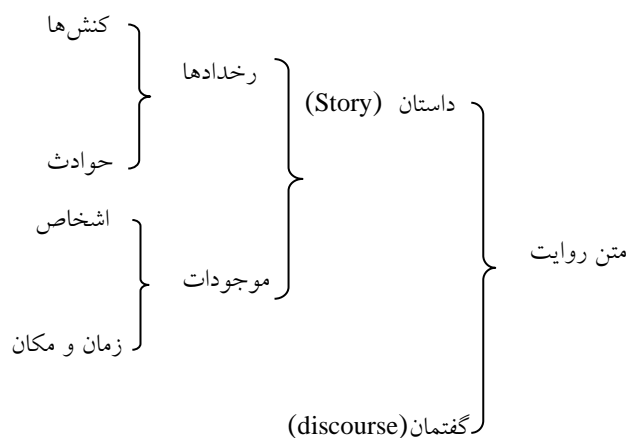 کنش‌ها
رخدادها
داستان (Story)
حوادث
اشخاص
متن روایت
موجودات
زمان و مکان
گفتمان(discourse)